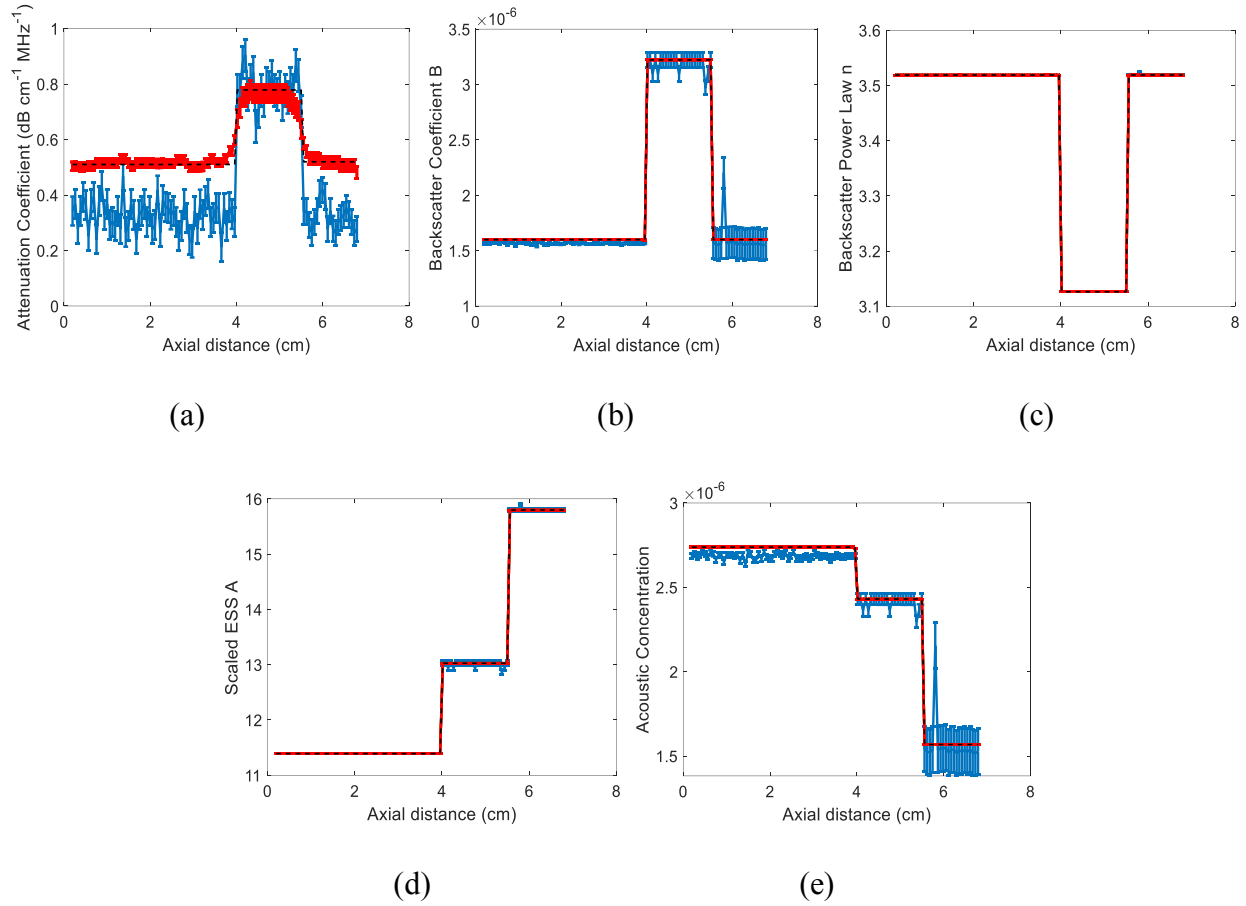 1
0.8
0.6
0.4
0.2
0
0 2 4 6 8
Attenuation Coefficient (dB cm-1 MHz-1)
Axial distance (cm)
×10-6
3.5
3
2.5
2
1.5
1
0 2 4 6 8
Backscatter Coefficient B
Axial distance (cm)
3.6
3.5
3.4
3.3
3.2
3.1
0 2 4 6 8
Backscatter Power Law n
Axial distance (cm)
(a) (b) (c)
16
15
14
13
12
11
0 2 4 6 8
Scaled ESS A
Axial distance (cm)
×10-6
3
2.5
2
1.5
0 2 4 6 8
Acoustic Concentration
Axial distance (cm)
(d) (e)